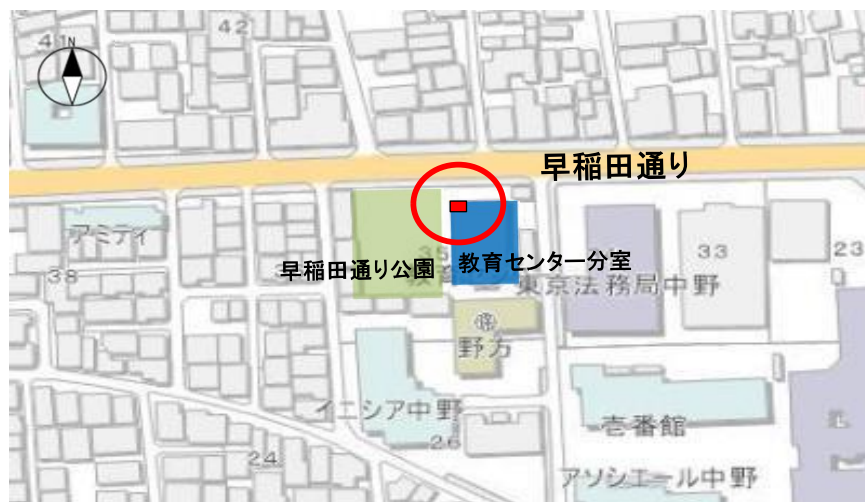 42
41
N
早稲田通り
アミティ
早稲田通り公園
35
教育センター分室
33
23
38
教育
東京法務局中野
野方
イニシア中野
26
壱番館
24
アソシエール中野